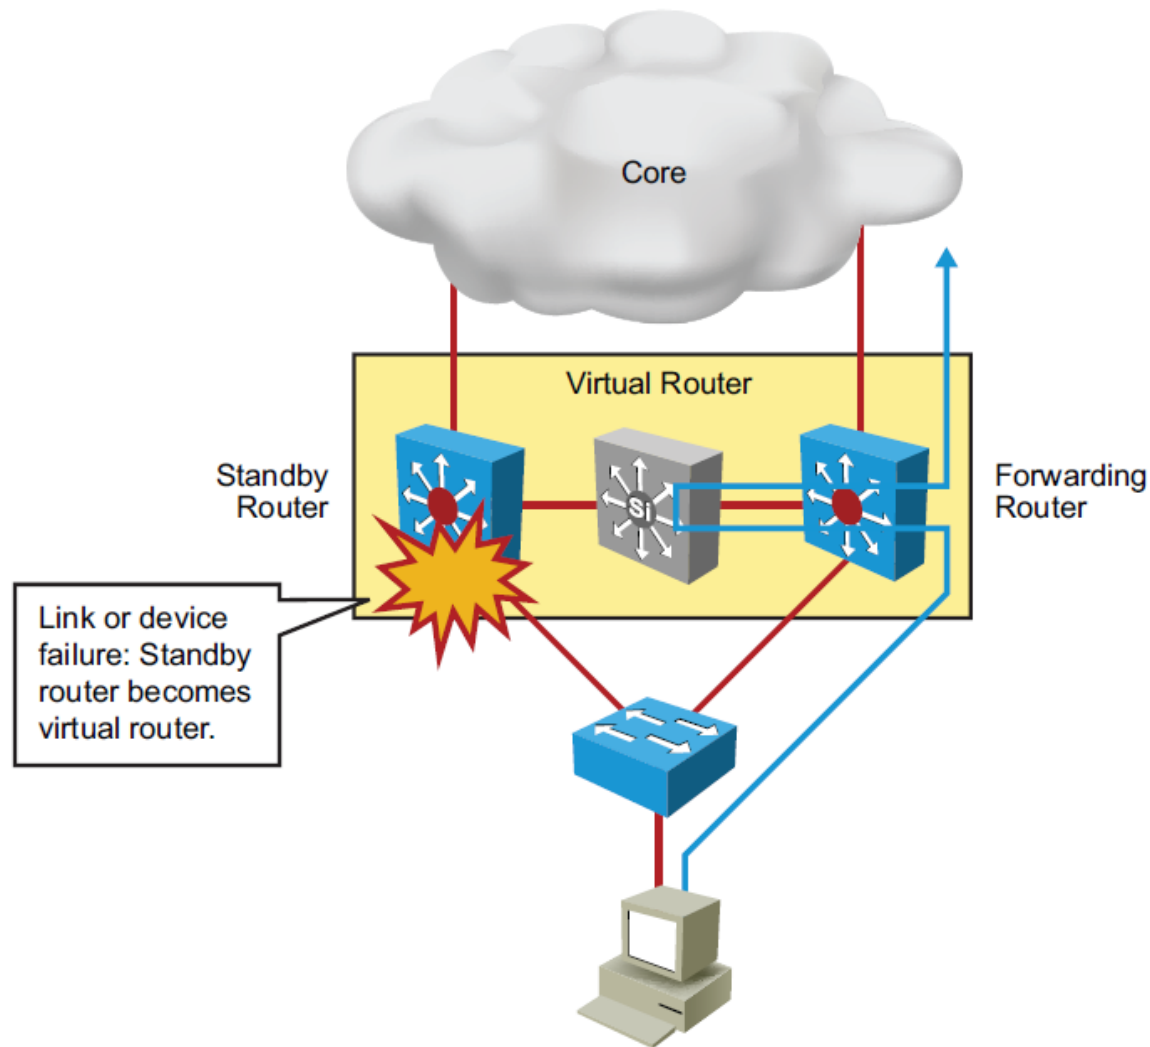 Core
Virtual Router
Standby
Router
Si
Forwarding
Router
Link or device
failure: Standby
router becomes
virtual router.